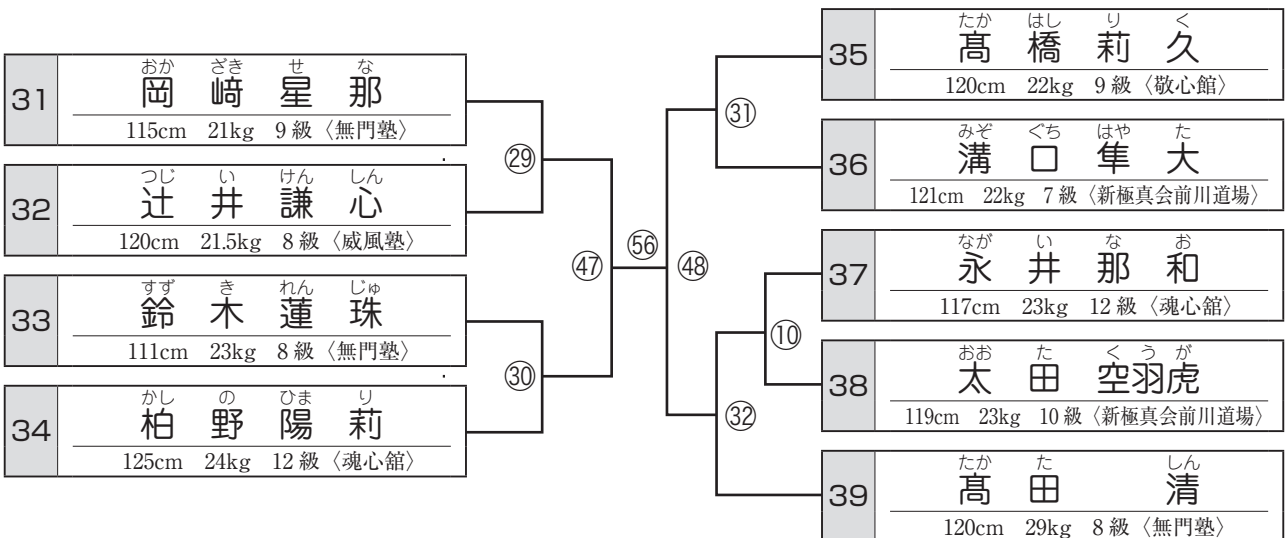 31
おか ざき せ な
岡 﨑 星 那
115cm 21kg 9級〈無門塾〉
32
つじ い けん しん
辻 井 謙 心
120cm 21.5kg 8級〈威風塾〉
33
すず き れん じゅ
鈴 木 蓮 珠
111cm 23kg 8級〈無門塾〉
34
かし の ひま り
柏 野 陽 莉
125cm 24kg 12級〈魂心舘〉
㉙
㉚
㊼
56
㊽
㉛
⑩
㉜
35
たか はし り く
髙 橋 莉 久
120cm 22kg 9級〈敬心館〉
36
みぞ ぐち はや た
溝 口 隼 大
121cm 22kg 7級〈新極真会前川道場〉
37
なが い な お
永 井 那 和
117cm 23kg 12級〈魂心舘〉
38
おお た く う が
太 田 空羽虎
119cm 23kg 10級〈新極真会前川道場〉
39
たか た しん
髙 田 清
120cm 29kg 8級〈無門塾〉